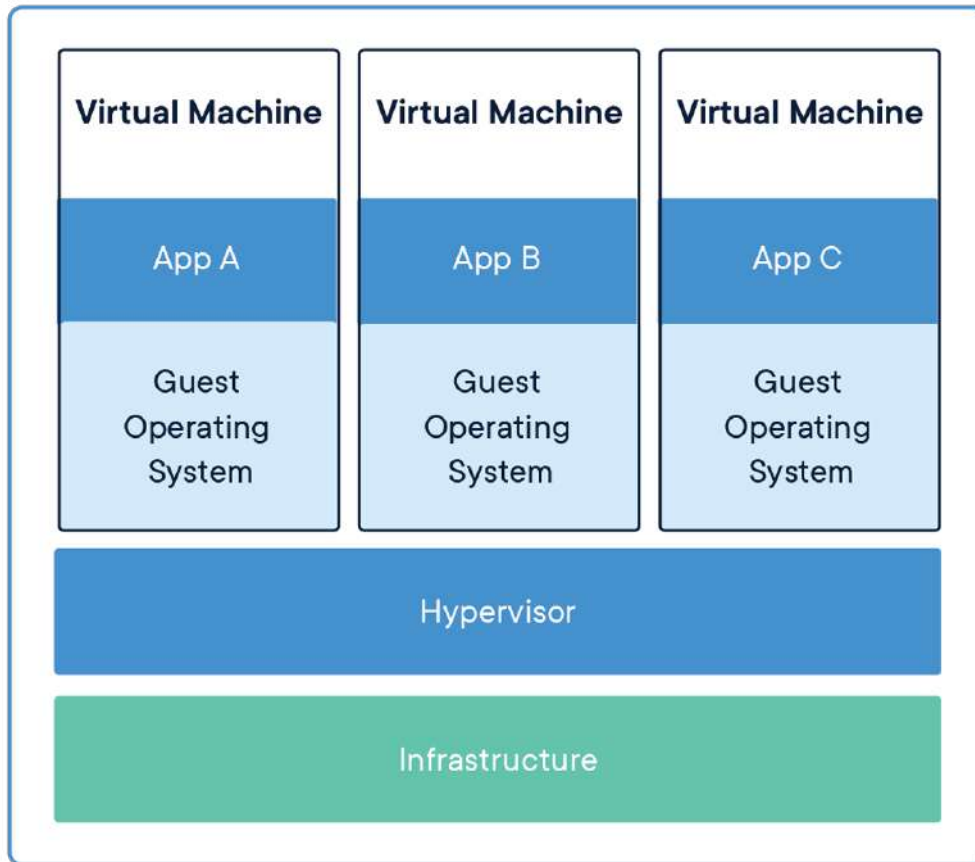 Virtual Machine
Virtual Machine
Virtual Machine
App A
App B
App C
Guest
Operating
System
Guest
Operating
System
Guest
Operating
System
Hypervisor
Infrastructure